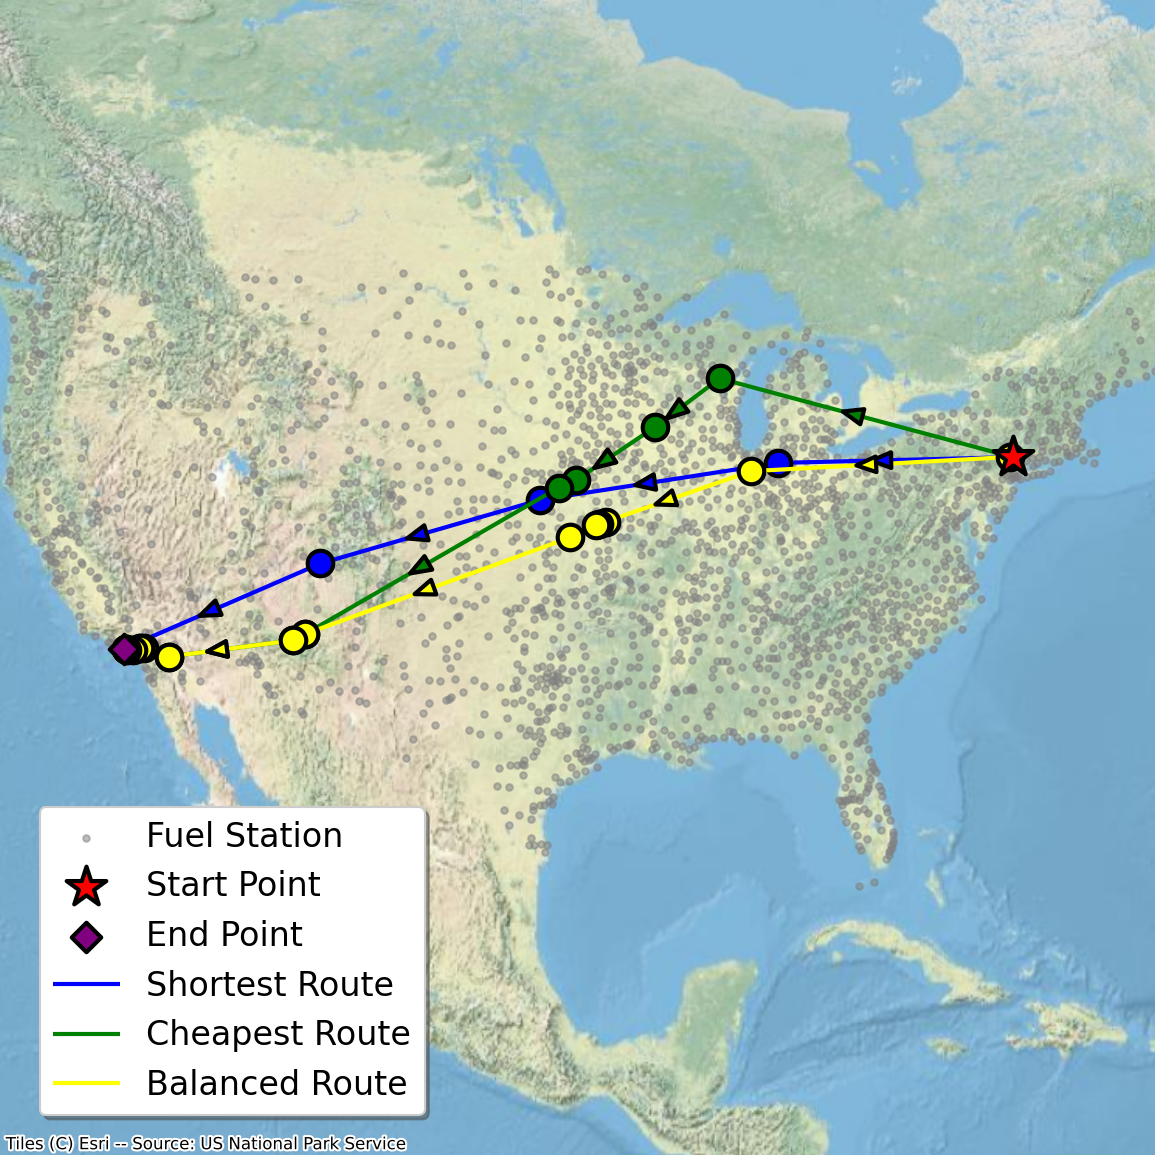 Fuel Station
Start Point
End Point
Shortest Route
Cheapest Route
Balanced Route
Tiles (C) Esri -- Source: US National Park Service